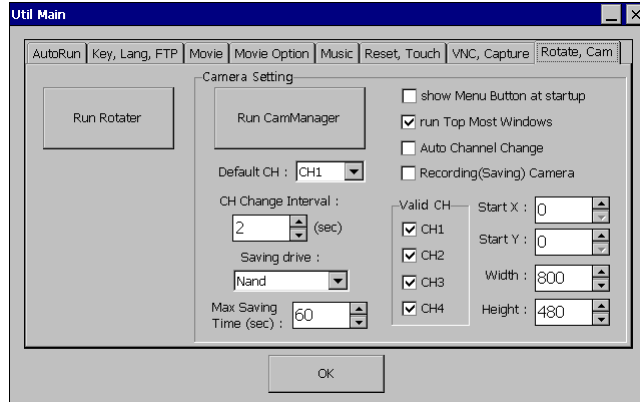 Util Main
AutoRun
Key, Lang, FTP
Movie
Movie Option
Music
Reset, Touch
VNC, Capture
Rotate, Cam
Run Rotater
Camera Setting
Run CamManager
Default CH : CH1
CH Change Interval :
2 (sec)
Saving drive :
Nand
Max Saving
Time (sec) : 60
show Menu Button at startup
run Top Most Windows
Auto Channel Change
Recording(Saving) Camera
Valid CH
CH1
CH2
CH3
CH4
Start X : 0
Start Y : 0
Width : 800
Height : 480
OK